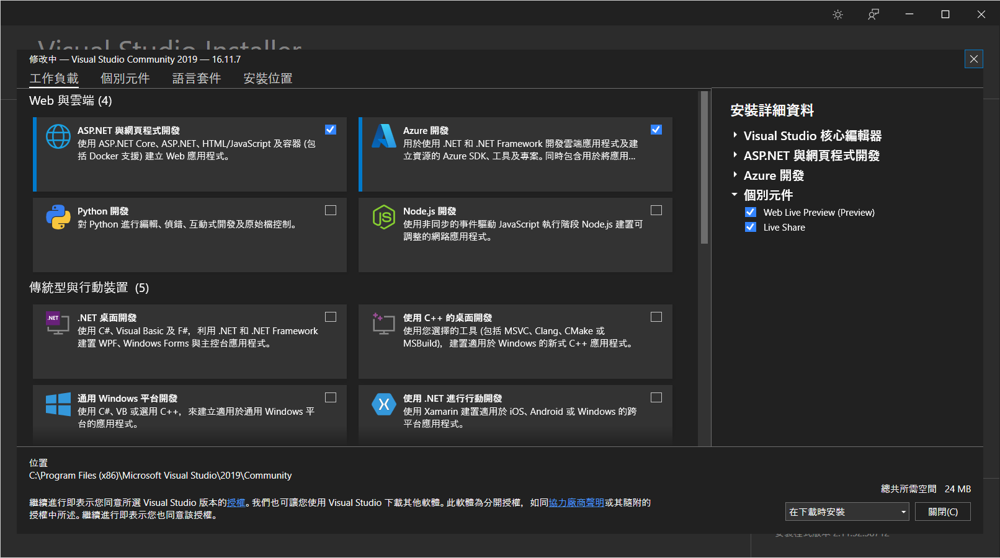 Visual Studio Installer
修改中 — Visual Studio Community 2019 — 16.11.7
工作負載 個別元件 語言套件 安裝位置
Web 與雲端 (4)
ASP.NET 與網頁程式開發
使用 ASP.NET Core、ASP.NET、HTML/JavaScript 及容器 (包
括 Docker 支援) 建立 Web 應用程式。
Azure 開發
用於使用 .NET 和 .NET Framework 開發雲端應用程式及建
立資源的 Azure SDK、工具及專案。同時包含用於將應用...
Python 開發
對 Python 進行編輯、偵錯、互動式開發及原始檔控制。
JS
Node.js 開發
使用非同步的事件驅動 JavaScript 執行階段 Node.js 建置可
調整的網路應用程式。
傳統型與行動裝置 (5)
.NET
.NET 桌面開發
使用 C#、Visual Basic 及 F#，利用 .NET 和 .NET Framework
建置 WPF、Windows Forms 與主控台應用程式。
使用 C++ 的桌面開發
使用您選擇的工具 (包括 MSVC、Clang、CMake 或
MSBuild)，建置適用於 Windows 的新式 C++ 應用程式。
通用 Windows 平台開發
使用 C#、VB 或選用 C++，來建立適用於通用 Windows 平
台的應用程式。
使用 .NET 進行行動開發
使用 Xamarin 建置適用於 iOS、Android 或 Windows 的跨
平台應用程式。
安裝詳細資料
Visual Studio 核心編輯器
ASP.NET 與網頁程式開發
Azure 開發
個別元件
Web Live Preview (Preview)
Live Share
位置
C:\Program Files (x86)\Microsoft Visual Studio\2019\Community
繼續進行即表示您同意所選 Visual Studio 版本的授權。我們也可讓您使用 Visual Studio 下載其他軟體。此軟體為分開授權，如同協力廠商聲明或其隨附的
授權中所述。繼續進行即表示您也同意該授權。
總共所需空間 24 MB
在下載時安裝
關閉(C)